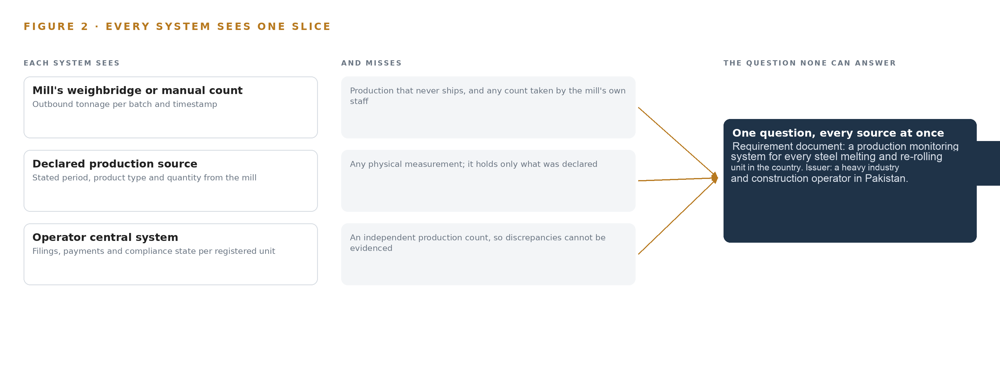 FIGURE 2 · EVERY SYSTEM SEES ONE SLICE
EACH SYSTEM SEES
AND MISSES
THE QUESTION NONE CAN ANSWER
Mill's weighbridge or manual count
Outbound tonnage per batch and timestamp
Production that never ships, and any count taken by the mill's own
staff
Declared production source
Stated period, product type and quantity from the mill
Any physical measurement; it holds only what was declared
Operator central system
Filings, payments and compliance state per registered unit
An independent production count, so discrepancies cannot be
evidenced
One question, every source at once
Requirement document: a production monitoring
system for every steel melting and re-rolling
unit in the country. Issuer: a heavy industry
and construction operator in Pakistan.